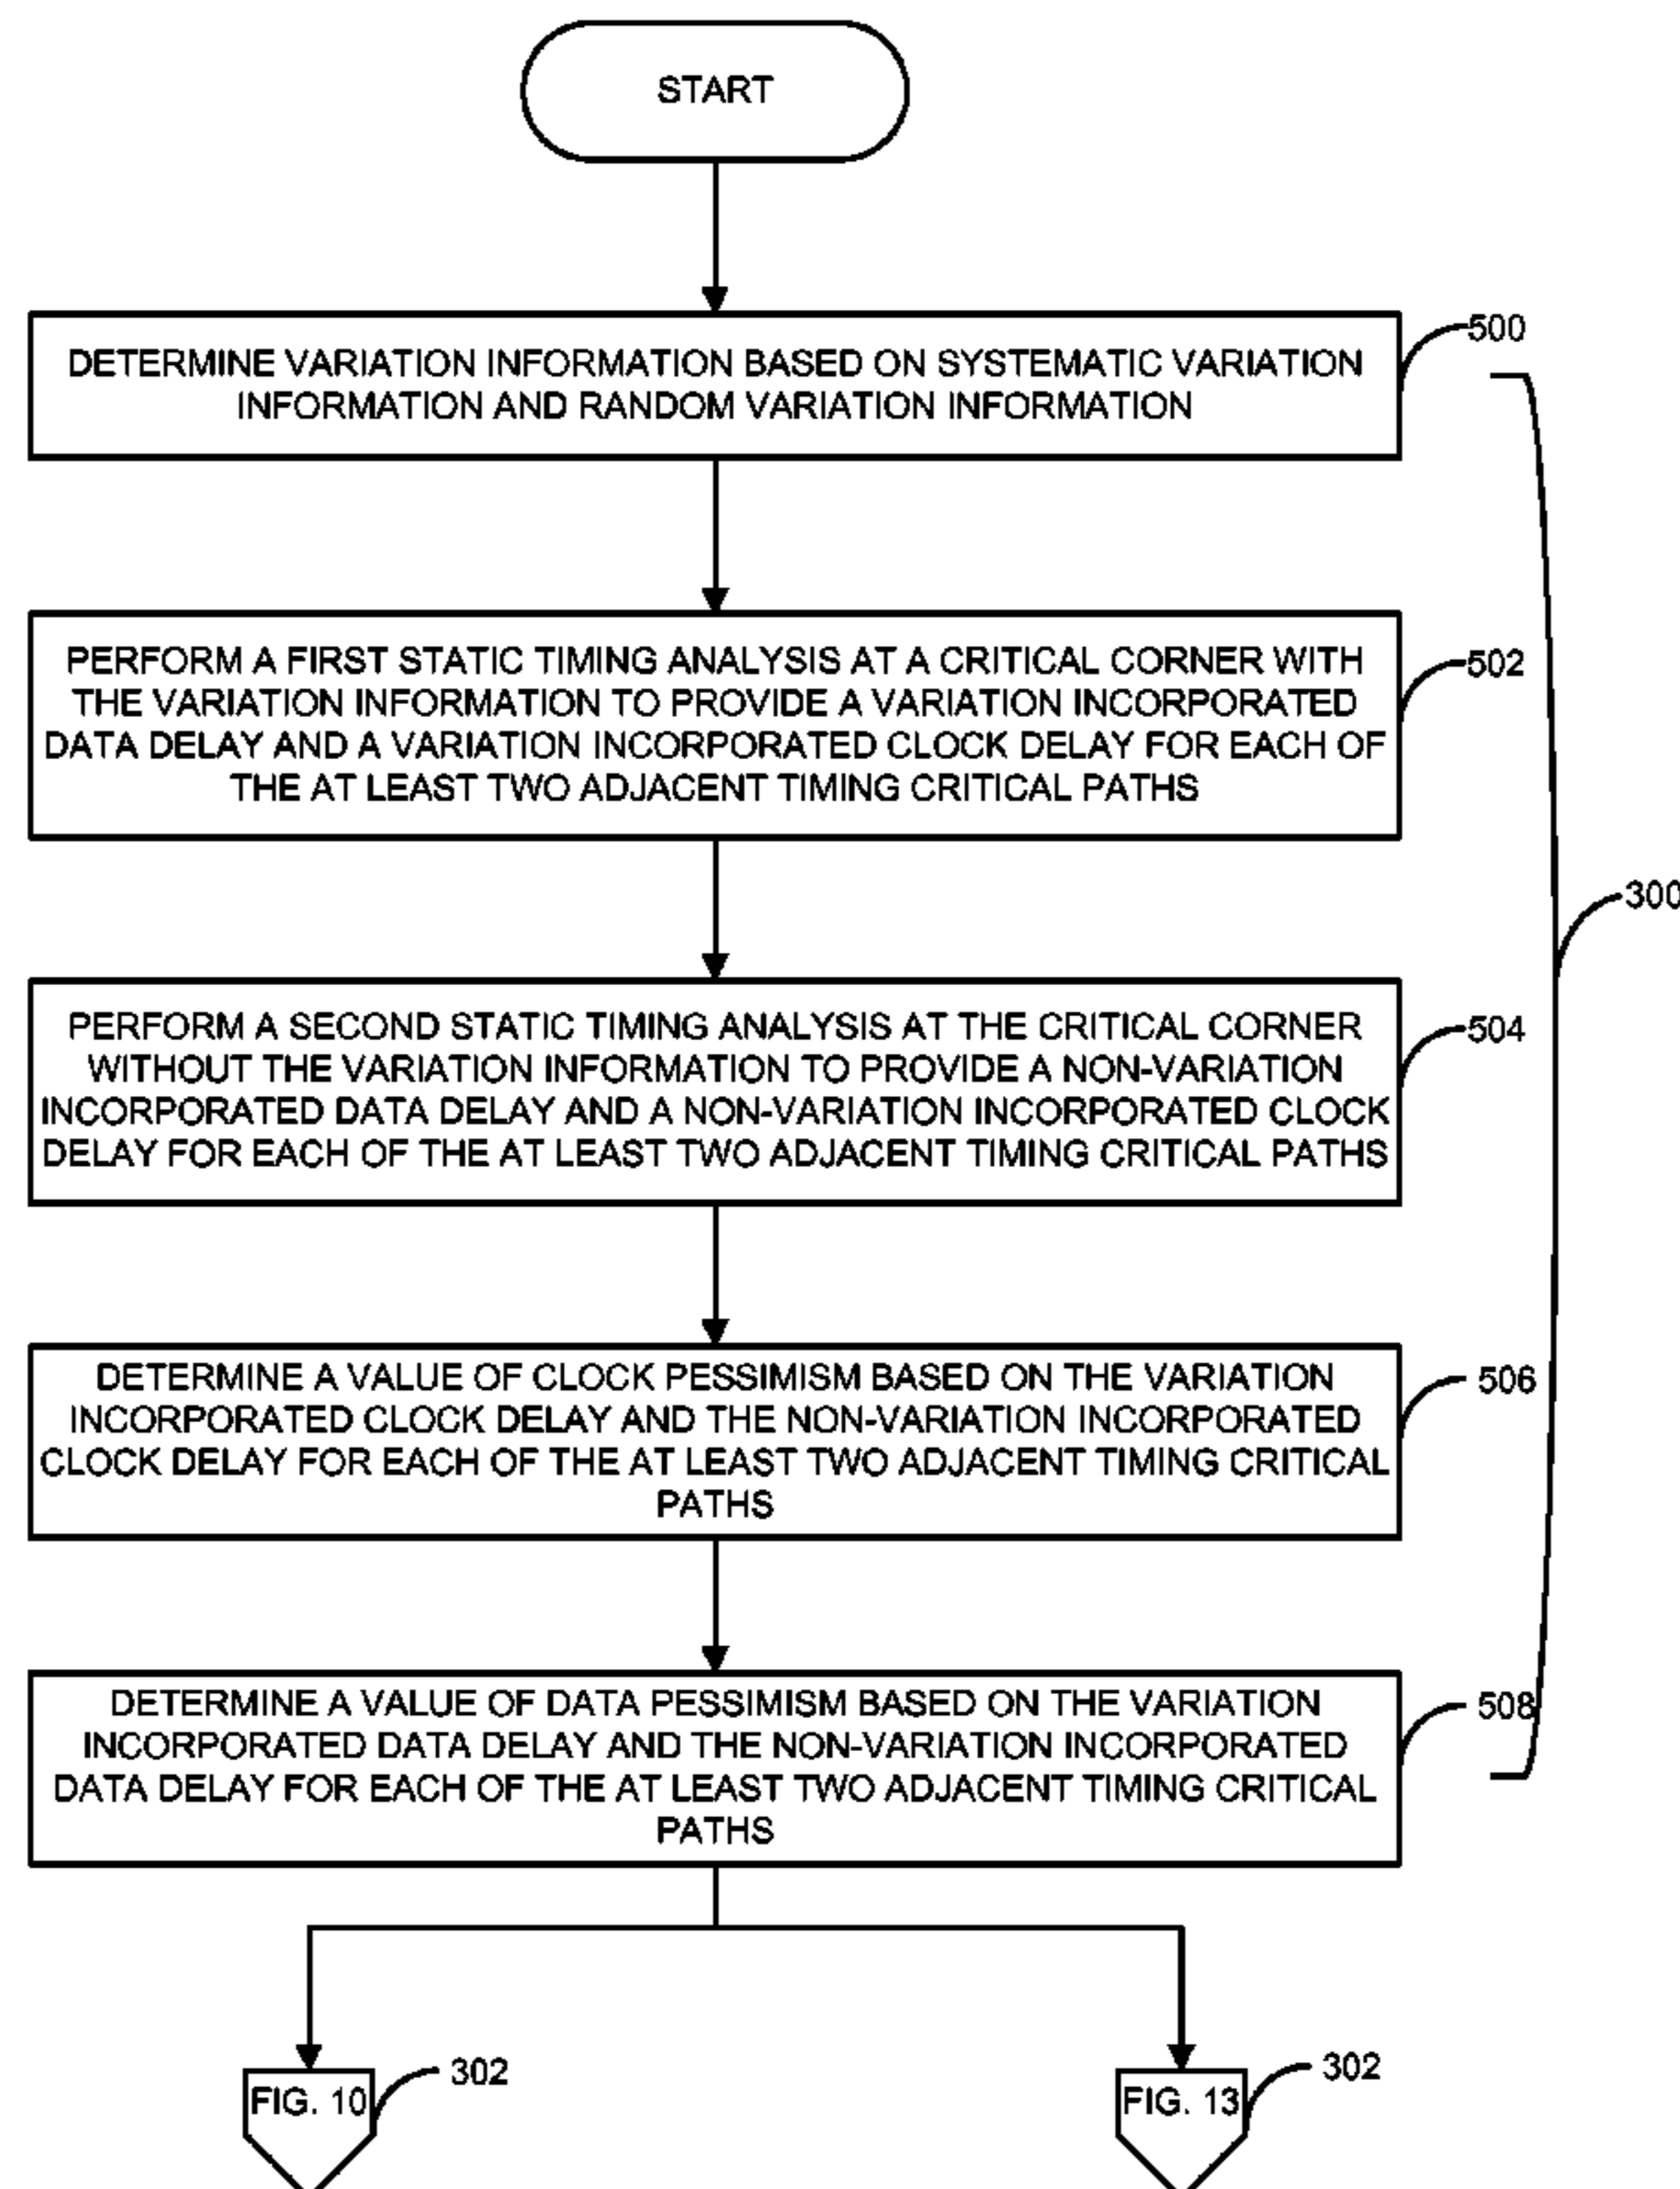 START
500
DETERMINE VARIATION INFORMATION BASED ON SYSTEMATIC VARIATION
INFORMATION AND RANDOM VARIATION INFORMATION
502
PERFORM A FIRST STATIC TIMING ANALYSIS AT A CRITICAL CORNER WITH
THE VARIATION INFORMATION TO PROVIDE A VARIATION INCORPORATED
DATA DELAY AND A VARIATION INCORPORATED CLOCK DELAY FOR EACH OF
THE AT LEAST TWO ADJACENT TIMING CRITICAL PATHS
300
504
PERFORM A SECOND STATIC TIMING ANALYSIS AT THE CRITICAL CORNER
WITHOUT THE VARIATION INFORMATION TO PROVIDE A NON-VARIATION
INCORPORATED DATA DELAY AND A NON-VARIATION INCORPORATED CLOCK
DELAY FOR EACH OF THE AT LEAST TWO ADJACENT TIMING CRITICAL PATHS
506
DETERMINE A VALUE OF CLOCK PESSIMISM BASED ON THE VARIATION
INCORPORATED CLOCK DELAY AND THE NON-VARIATION INCORPORATED
CLOCK DELAY FOR EACH OF THE AT LEAST TWO ADJACENT TIMING CRITICAL
PATHS
508
DETERMINE A VALUE OF DATA PESSIMISM BASED ON THE VARIATION
INCORPORATED DATA DELAY AND THE NON-VARIATION INCORPORATED
DATA DELAY FOR EACH OF THE AT LEAST TWO ADJACENT TIMING CRITICAL
PATHS
302
FIG. 10
302
FIG. 13